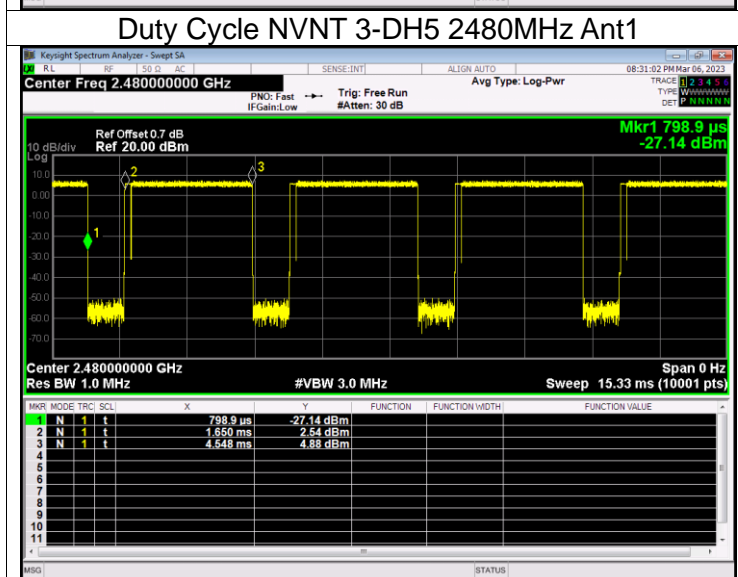 MSG STATUS
Duty Cycle NVNT 3-DH5 2480MHz Ant1
Keysight Spectrum Analyzer - Swept SA
RL RF 50 Ω AC SENSE:INT ALIGN AUTO 08:31:02 PM Mar 06, 2023
Center Freq 2.480000000 GHz Avg Type: Log-Pwr TRACE 1 2 3 4 5 6
PNO: Fast Trig: Free Run TYPE WWWWWW
IFGain:Low #Atten: 30 dB DET P NNNNN
Ref Offset 0.7 dB Mkr1 798.9 µs
10 dB/div Ref 20.00 dBm -27.14 dBm
Log
10.0
0.00
-10.0
-20.0
-30.0
-40.0
-50.0
-60.0
-70.0
1
2
3
Center 2.480000000 GHz Span 0 Hz
Res BW 1.0 MHz #VBW 3.0 MHz Sweep 15.33 ms (10001 pts)
MKR MODE TRC SCL X Y FUNCTION FUNCTION WIDTH FUNCTION VALUE
1 N 1 t 798.9 µs -27.14 dBm
2 N 1 t 1.650 ms 2.54 dBm
3 N 1 t 4.548 ms 4.88 dBm
4
5
6
7
8
9
10
11
MSG STATUS